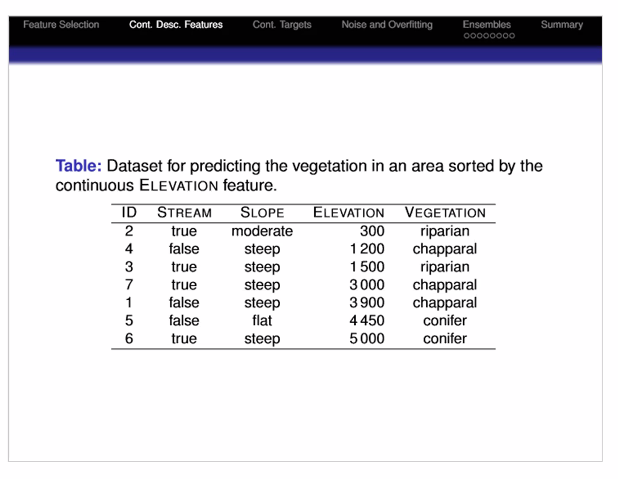 Feature Selection Cont. Desc. Features Cont. Targets Noise and Overfitting Ensembles Summary
Table: Dataset for predicting the vegetation in an area sorted by the
continuous ELEVATION feature.
ID STREAM SLOPE ELEVATION VEGETATION
2 true moderate 300 riparian
4 false steep 1 200 chapparal
3 true steep 1 500 riparian
7 true steep 3 000 chapparal
1 false steep 3 900 chapparal
5 false flat 4 450 conifer
6 true steep 5 000 conifer